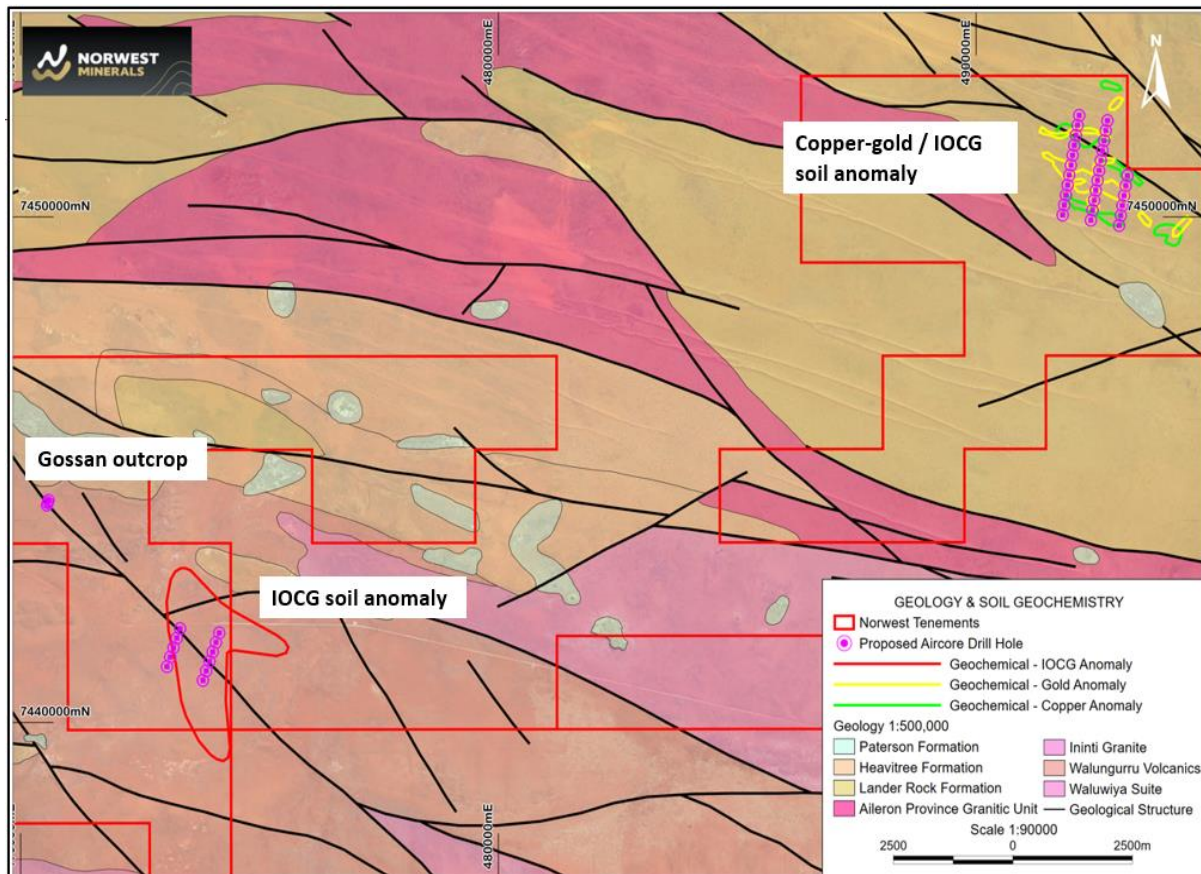 NORWEST
MINERALS
480000mE
490000mE
N
Copper-gold / IOCG
soil anomaly
7450000mN
7450000mN
Gossan outcrop
IOCG soil anomaly
7440000mN
480000mE
GEOLOGY & SOIL GEOCHEMISTRY
Norwest Tenements
Proposed Aircore Drill Hole
Geochemical - IOCG Anomaly
Geochemical - Gold Anomaly
Geochemical - Copper Anomaly
Geology 1:500,000
Paterson Formation
Heavitree Formation
Lander Rock Formation
Aileron Province Granitic Unit
Ininti Granite
Walungurru Volcanics
Waluwiya Suite
Geological Structure
Scale 1:90000
2500
0
2500m